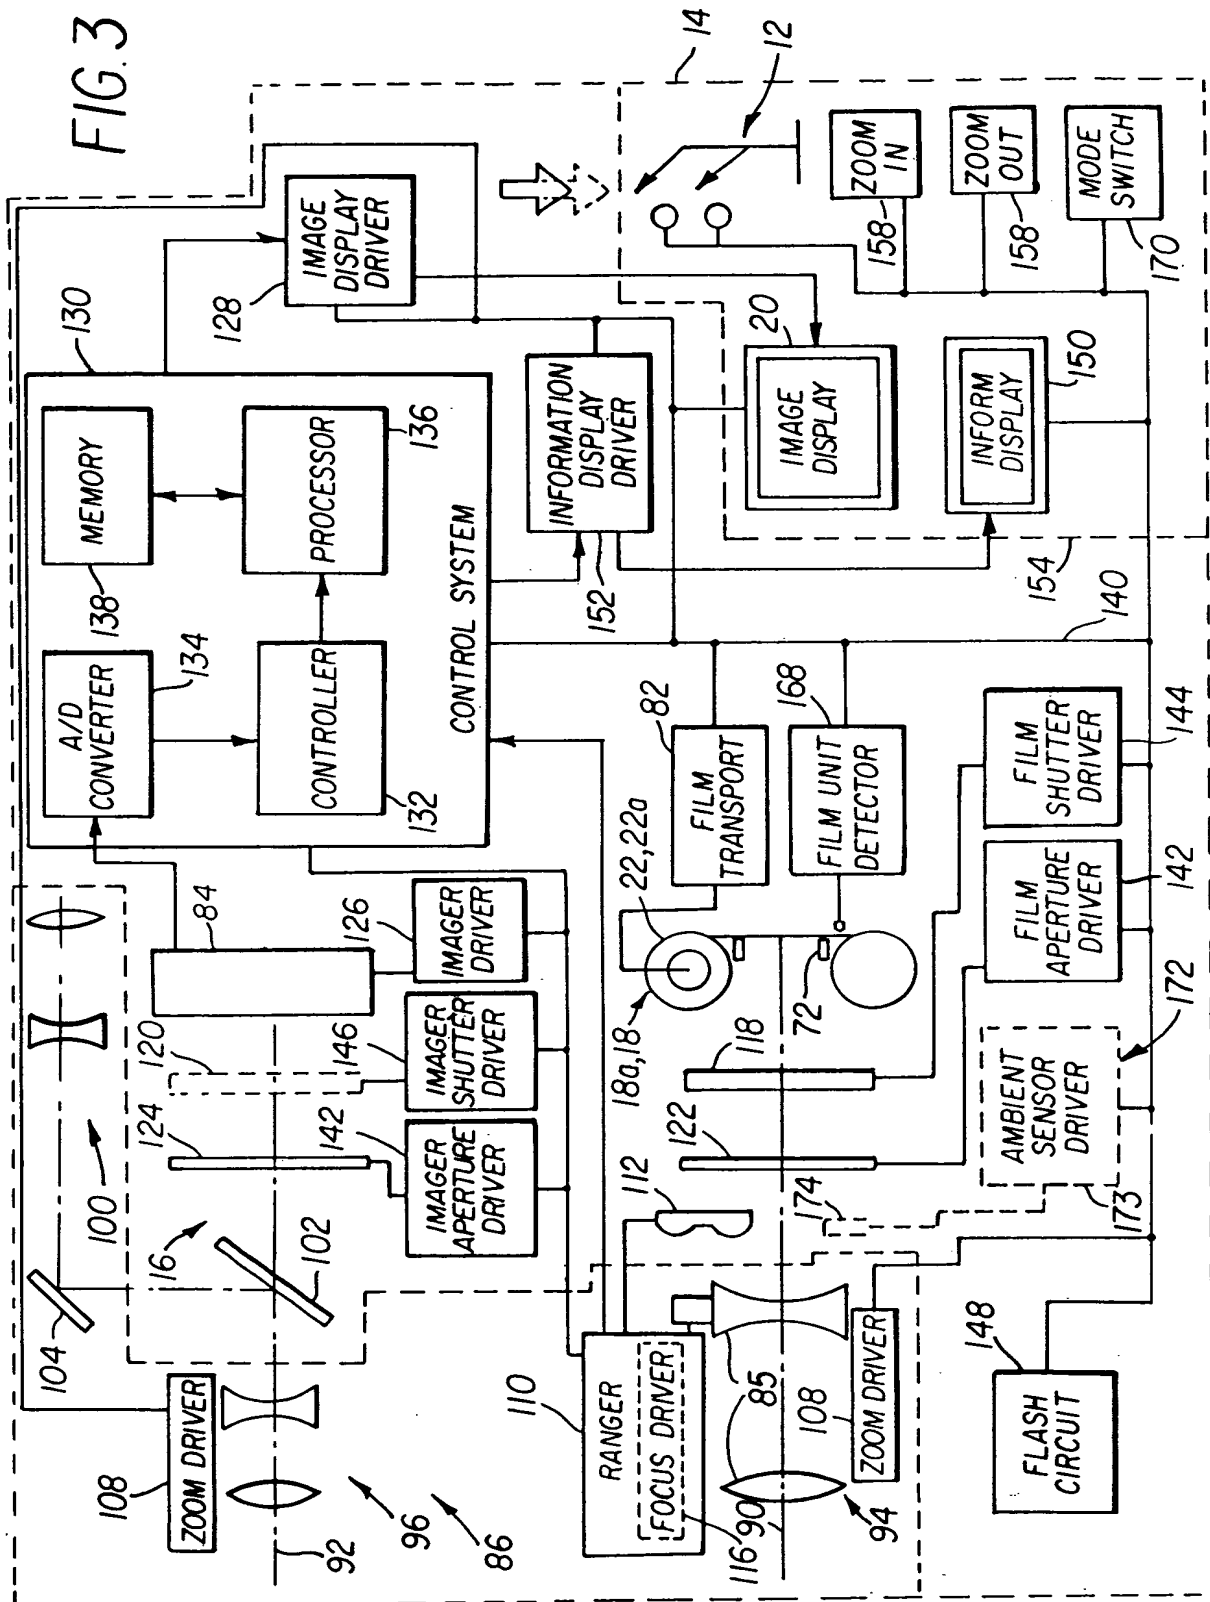 FIG. 3
14
12
ZOOM
IN
158
ZOOM
OUT
158
MODE
SWITCH
170
IMAGE
DISPLAY
DRIVER
128
130
20
IMAGE
DISPLAY
INFORM
DISPLAY
150
154
MEMORY
138
PROCESSOR
136
A/D
CONVERTER
134
CONTROLLER
132
CONTROL SYSTEM
INFORMATION
DISPLAY
DRIVER
152
140
84
IMAGER
DRIVER
126
120
IMAGER
SHUTTER
DRIVER
146
124
IMAGER
APERTURE
DRIVER
142
100
16
102
104
FILM
TRANSPORT
82
FILM UNIT
DETECTOR
168
22, 22a
18a, 18
72
118
122
112
174
FILM
SHUTTER
DRIVER
144
FILM
APERTURE
DRIVER
142
AMBIENT
SENSOR
DRIVER
172
173
ZOOM DRIVER
108
92
96
86
RANGER
110
FOCUS DRIVER
116
90
85
ZOOM DRIVER
108
94
FLASH
CIRCUIT
148